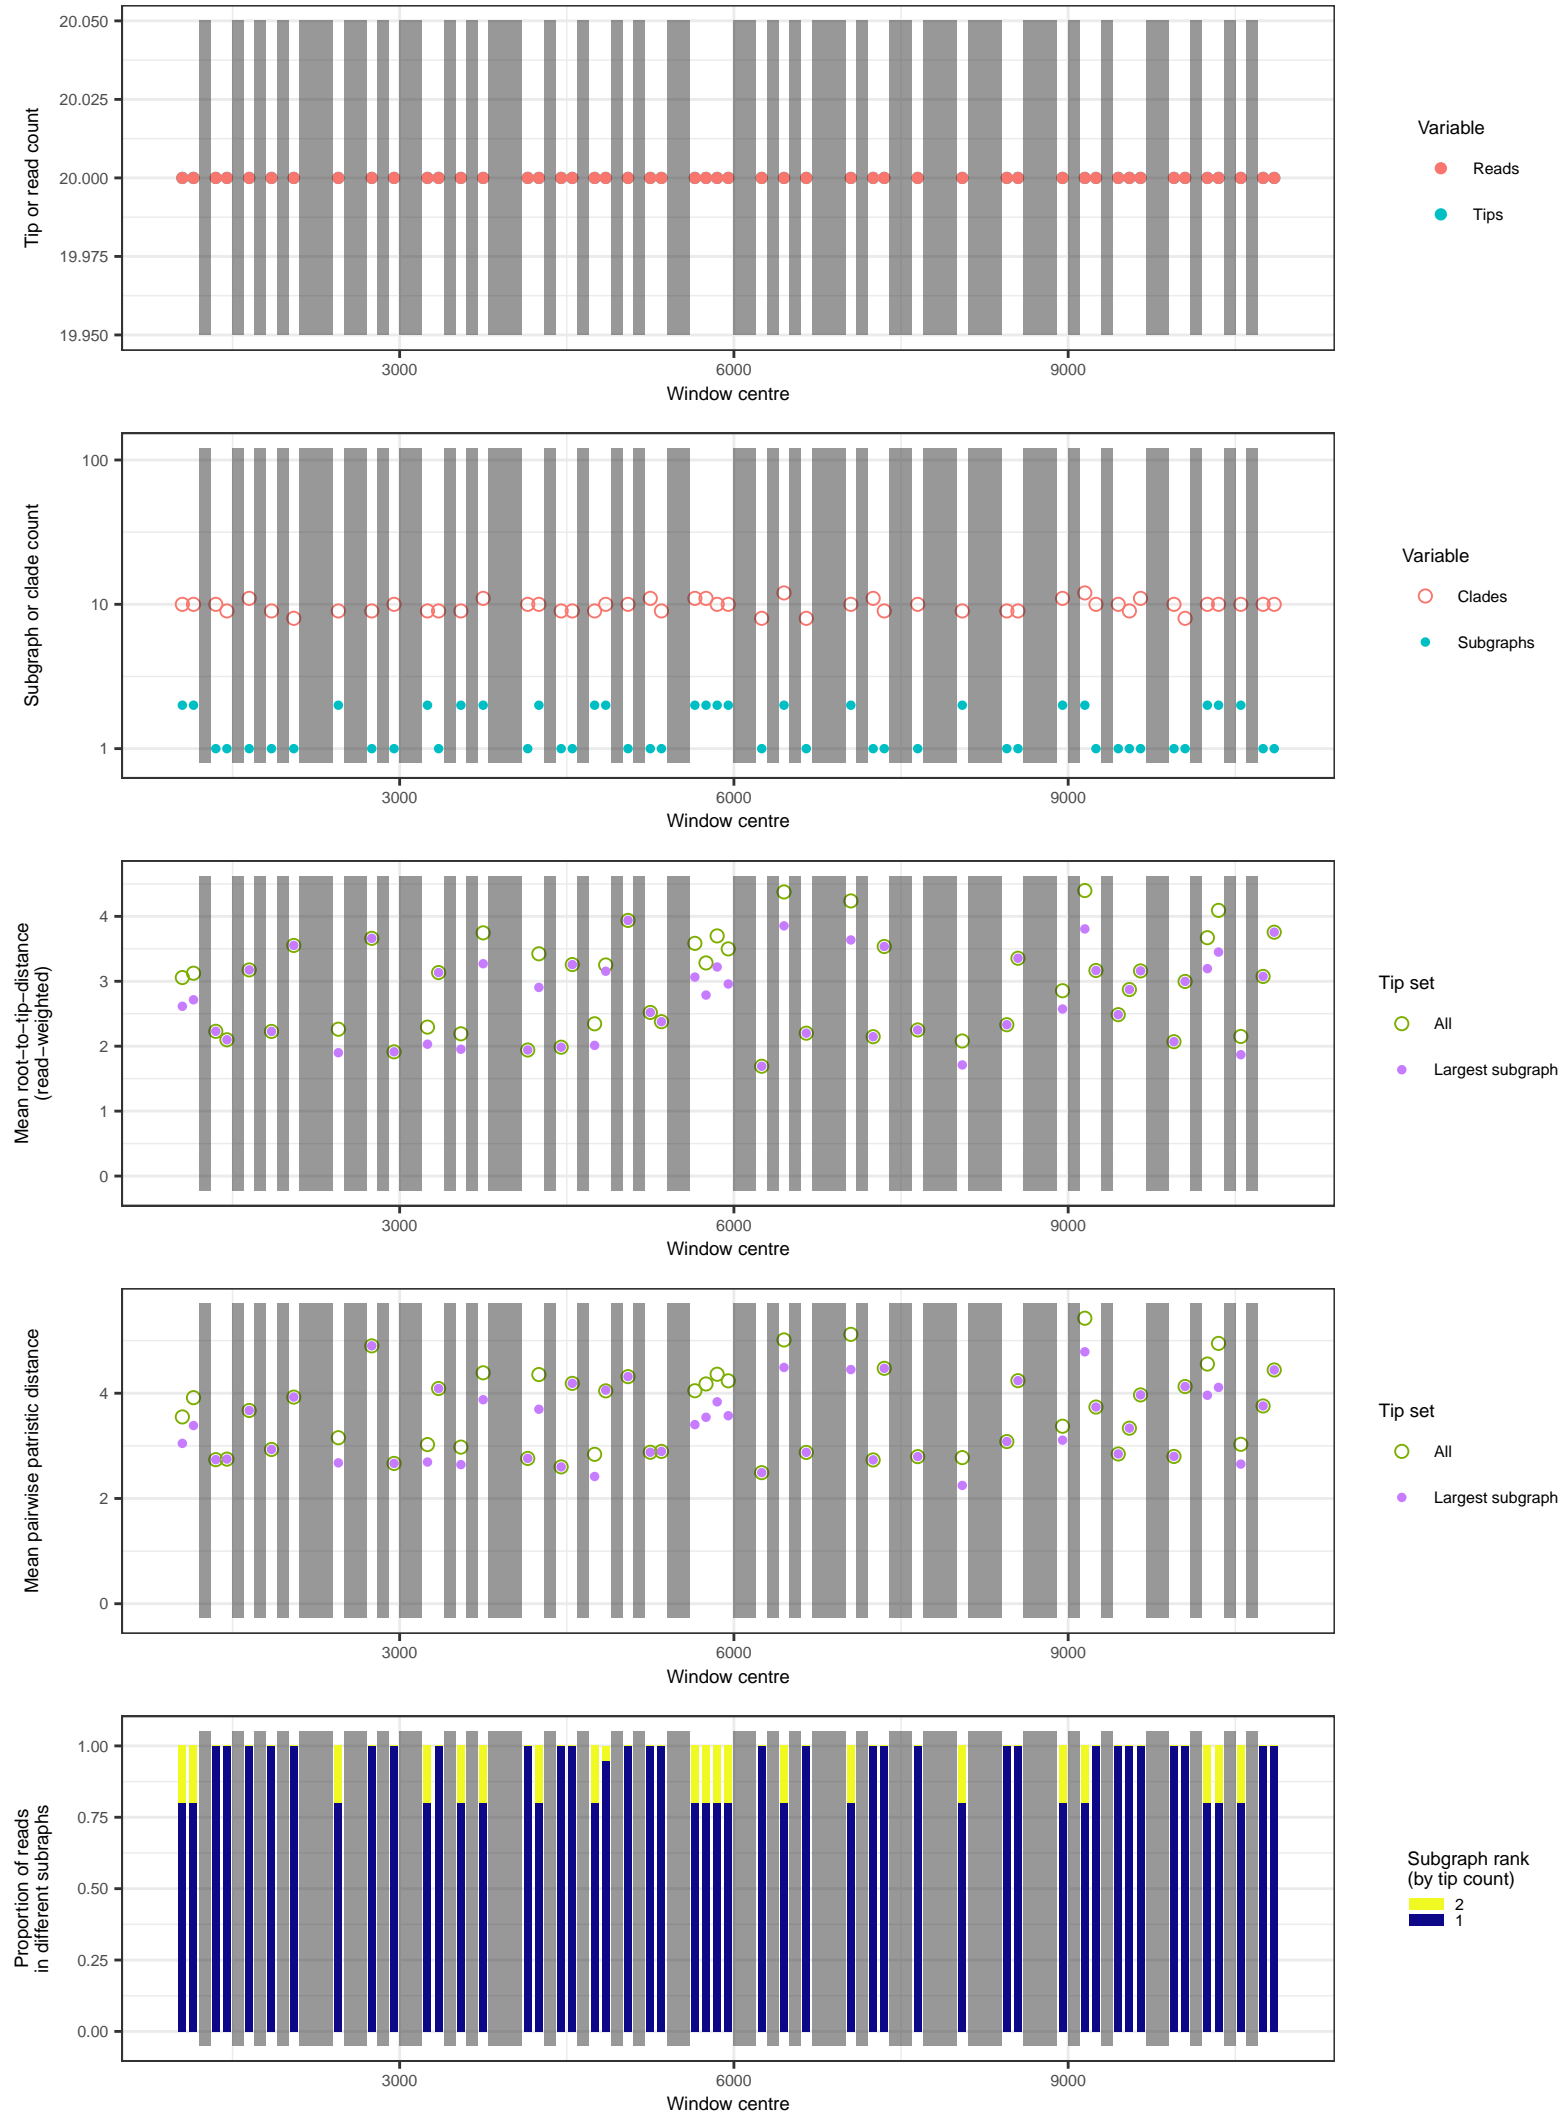 20.050
20.025
20.000
19.975
19.950
Tip or read count
3000
6000
9000
Window centre
Variable
Reads
Tips
100
10
1
Subgraph or clade count
3000
6000
9000
Window centre
Variable
Clades
Subgraphs
4
3
2
1
0
Mean root−to−tip−distance
(read−weighted)
3000
6000
9000
Window centre
Tip set
All
Largest subgraph
4
2
0
Mean pairwise patristic distance
3000
6000
9000
Window centre
Tip set
All
Largest subgraph
1.00
0.75
0.50
0.25
0.00
Proportion of reads
in different subraphs
3000
6000
9000
Window centre
Subgraph rank
(by tip count)
2
1